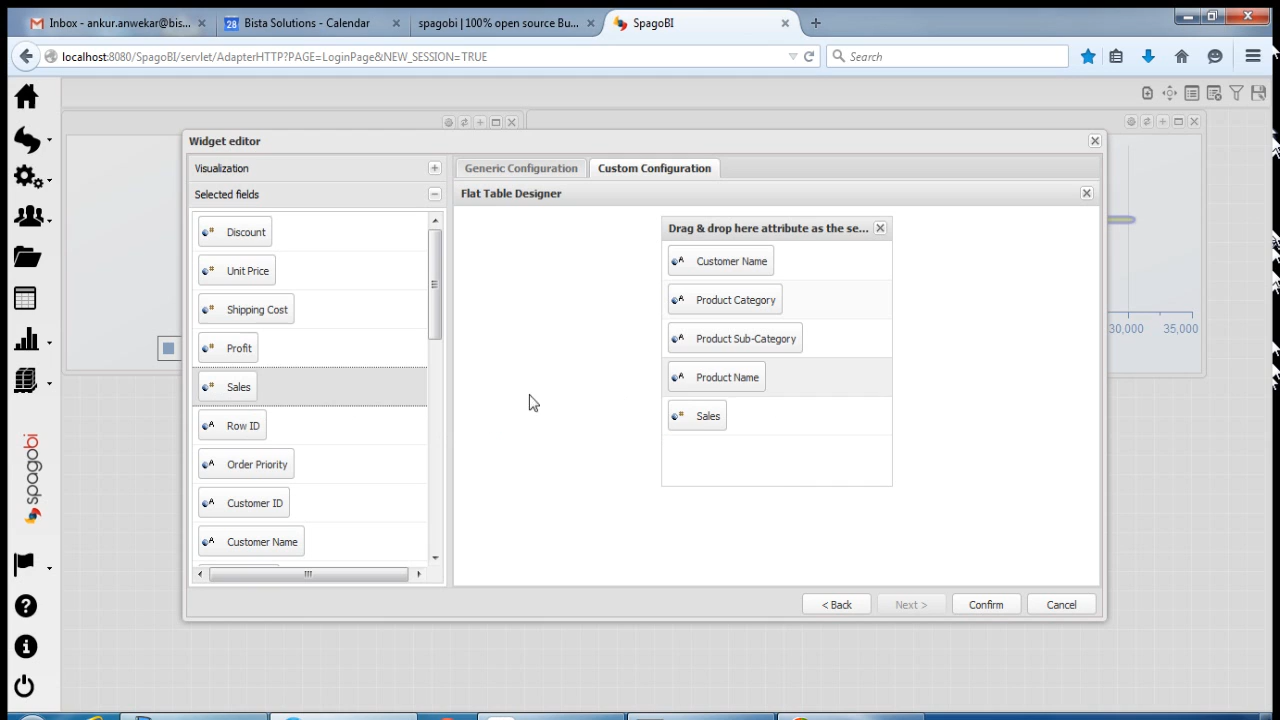 Inbox - ankur.anwekar@bis...
28
Bista Solutions - Calendar
spagobi | 100% open source Bu...
SpagoBI
localhost:8080/SpagoBI/servlet/AdapterHTTP?PAGE=LoginPage&NEW_SESSION=TRUE
Search
Widget editor
Visualization
Generic Configuration
Custom Configuration
Selected fields
Flat Table Designer
Discount
Unit Price
Shipping Cost
Profit
Sales
Row ID
Order Priority
Customer ID
Customer Name
Drag & drop here attribute as the se...
Customer Name
Product Category
Product Sub-Category
Product Name
Sales
30,000
35,000
spagobi
< Back
Next >
Confirm
Cancel